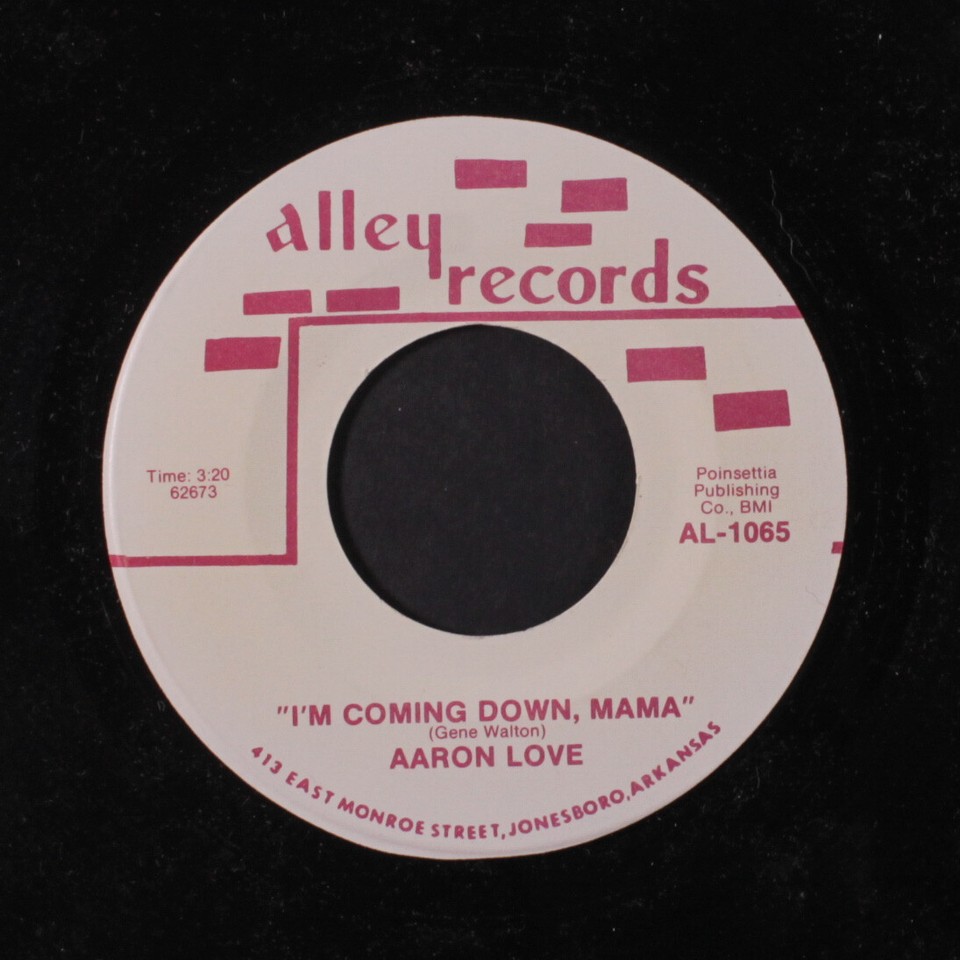 alley
records
Time: 3:20
62673
Poinsettia
Publishing
Co., BMI
AL-1065
"I'M COMING DOWN, MAMA"
(Gene Walton)
AARON LOVE
413 EAST MONROE STREET, JONESBORO, ARKANSAS